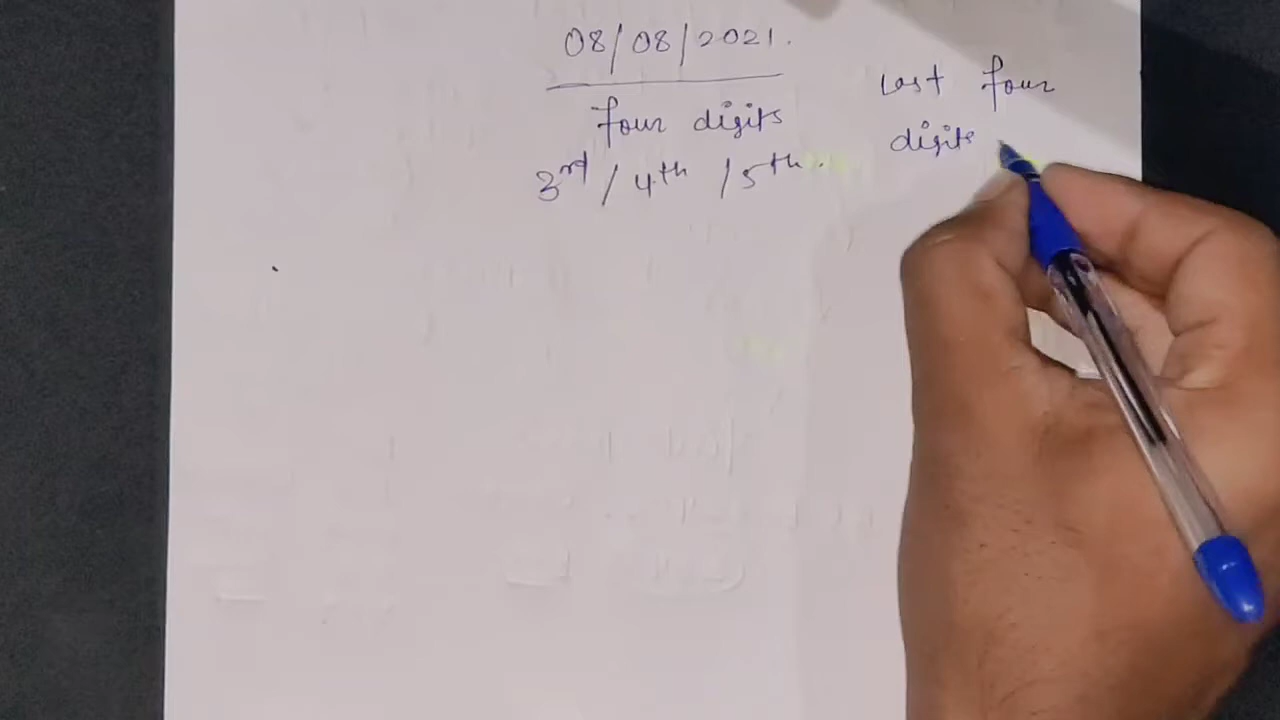 08/08/2021.
four digits
3rd / 4th / 5th.
last four
digits